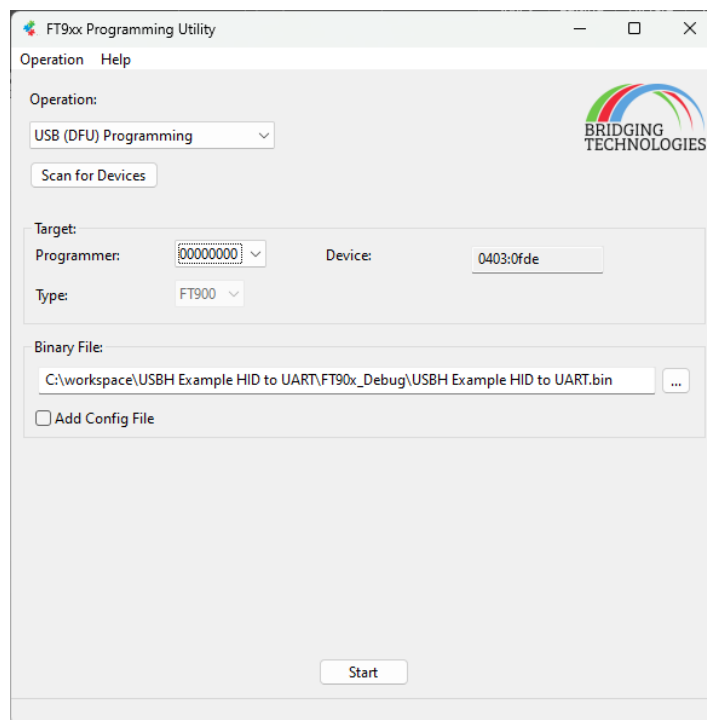 FT9xx Programming Utility
Operation Help
Operation:
USB (DFU) Programming
BRIDGING
TECHNOLOGIES
Scan for Devices
Target:
Programmer: 00000000 Device: 0403:0fde
Type: FT900
Binary File:
C:\workspace\USBH Example HID to UART\FT90x_Debug\USBH Example HID to UART.bin ...
Add Config File
Start